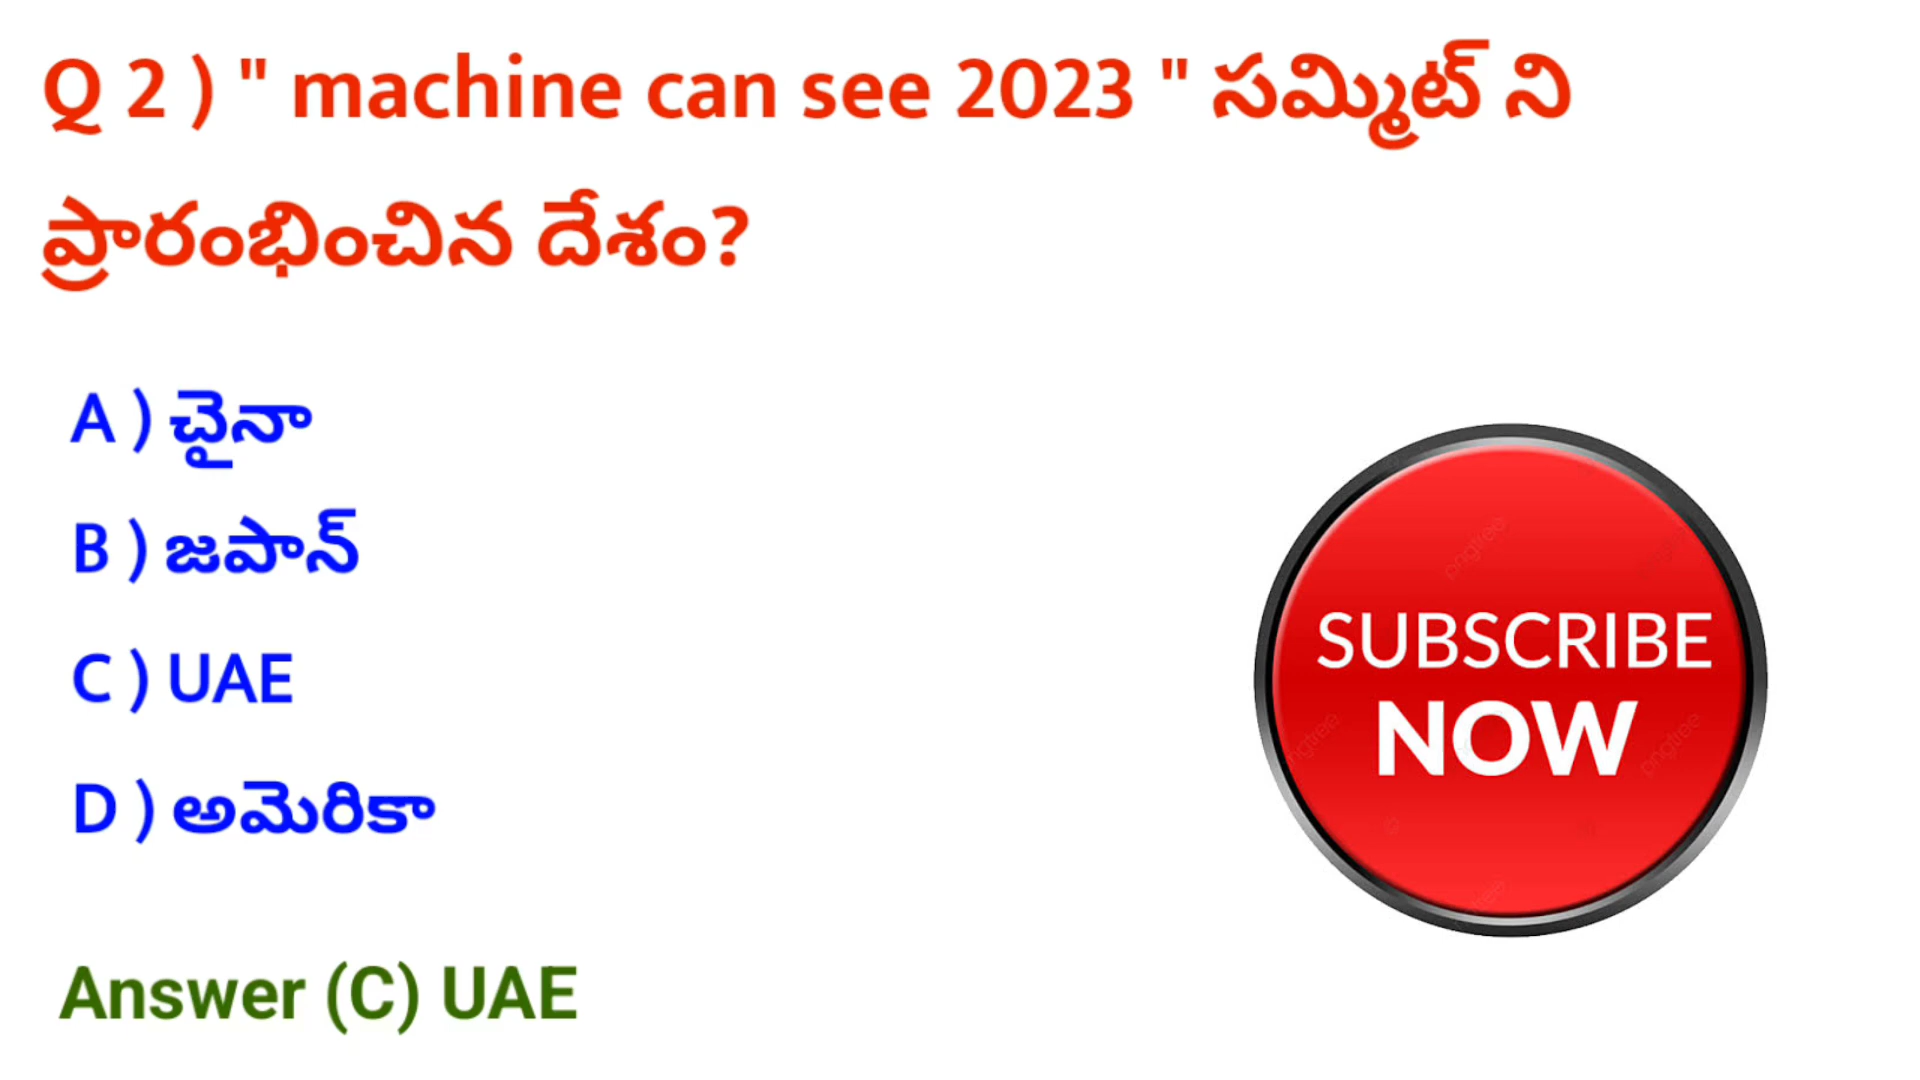 Q 2 ) " machine can see 2023 " సమ్మిట్ ని
ప్రారంభించిన దేశం?
A ) చైనా
B ) జపాన్
C ) UAE
D ) అమెరికా
SUBSCRIBE
NOW
Answer (C) UAE